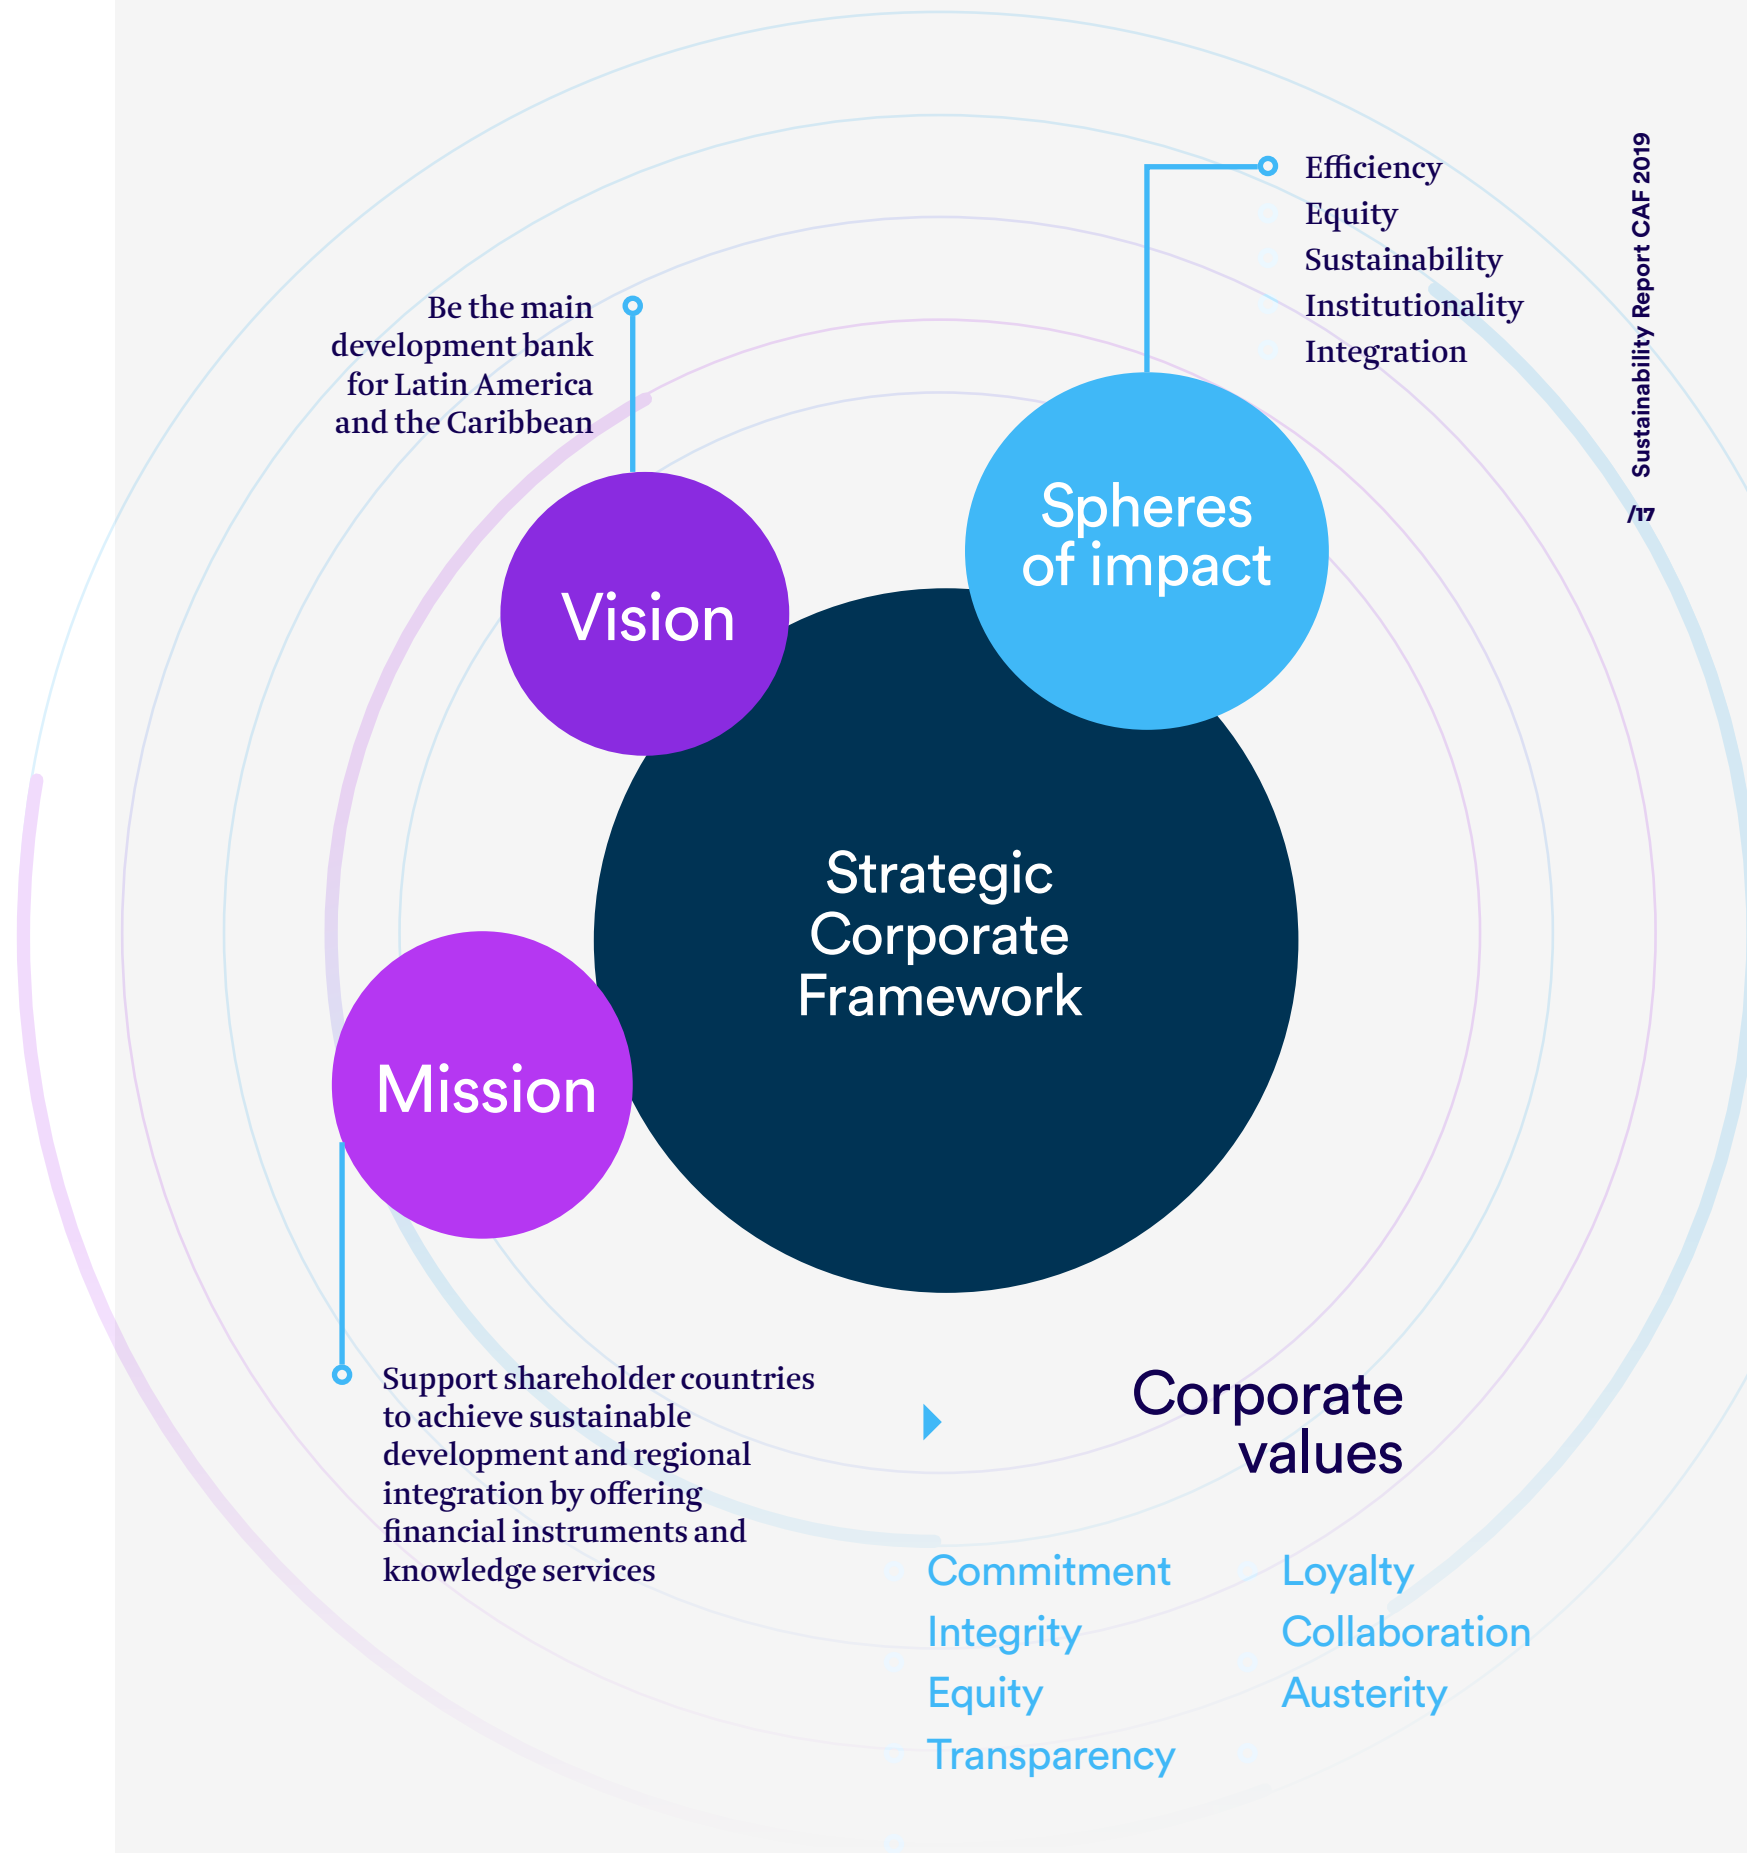 Efficiency
Equity
Sustainability
Institutionality
Integration
Sustainability Report CAF 2019
/17
Be the main
development bank
for Latin America
and the Caribbean
Spheres
of impact
Vision
Strategic
Corporate
Framework
Mission
Support shareholder countries
to achieve sustainable
development and regional
integration by offering
financial instruments and
knowledge services
Corporate
values
Commitment
Integrity
Equity
Transparency
Loyalty
Collaboration
Austerity